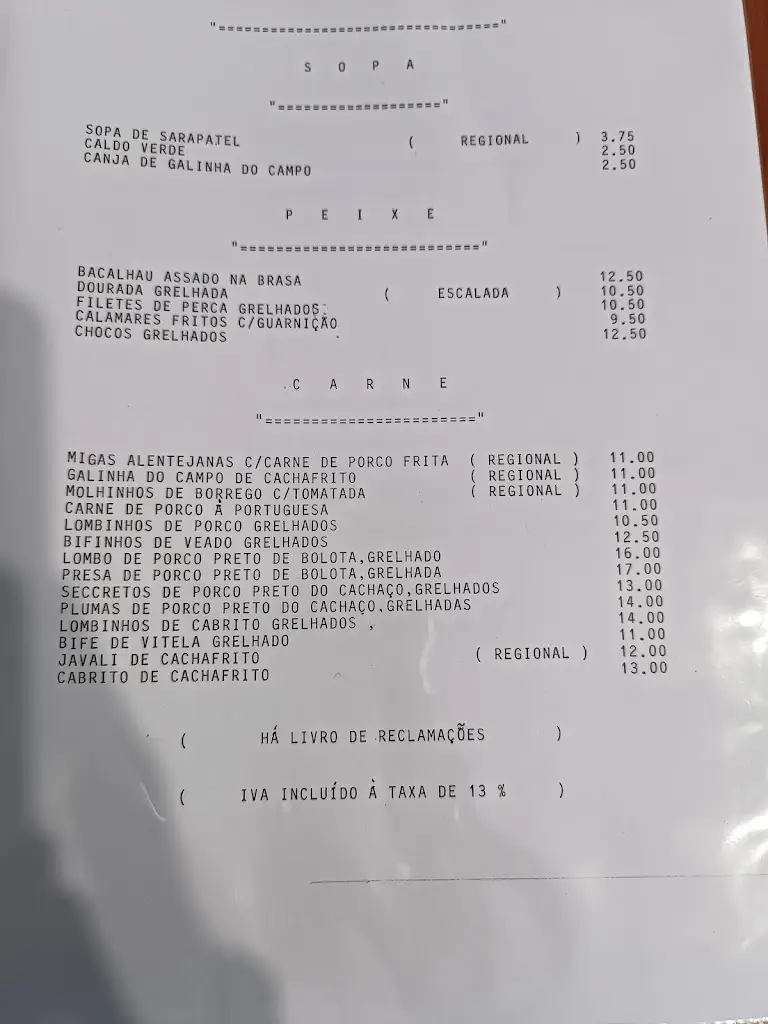 "===================================="
S O P A
"==================="
SOPA DE SARAPATEL ( REGIONAL ) 3.75
CALDO VERDE 2.50
CANJA DE GALINHA DO CAMPO 2.50
P E I X E
"=========================="
BACALHAU ASSADO NA BRASA 12.50
DOURADA GRELHADA ( ESCALADA ) 10.50
FILETES DE PERCA GRELHADOS. 10.50
CALAMARES FRITOS C/GUARNIÇÃO 9.50
CHOCOS GRELHADOS 12.50
C A R N E
"======================="
MIGAS ALENTEJANAS C/CARNE DE PORCO FRITA ( REGIONAL ) 11.00
GALINHA DO CAMPO DE CACHAFRITO ( REGIONAL ) 11.00
MOLHINHOS DE BORREGO C/TOMATADA ( REGIONAL ) 11.00
CARNE DE PORCO À PORTUGUESA 11.00
LOMBINHOS DE PORCO GRELHADOS 10.50
BIFINHOS DE VEADO GRELHADOS 12.50
LOMBO DE PORCO PRETO DE BOLOTA,GRELHADO 16.00
PRESA DE PORCO PRETO DE BOLOTA,GRELHADA 17.00
SECCRETOS DE PORCO PRETO DO CACHAÇO,GRELHADOS 13.00
PLUMAS DE PORCO PRETO DO CACHAÇO,GRELHADAS 14.00
LOMBINHOS DE CABRITO GRELHADOS , 14.00
BIFE DE VITELA GRELHADO 11.00
JAVALI DE CACHAFRITO ( REGIONAL ) 12.00
CABRITO DE CACHAFRITO 13.00
( HÁ LIVRO DE RECLAMAÇÕES )
( IVA INCLUÍDO À TAXA DE 13 % )